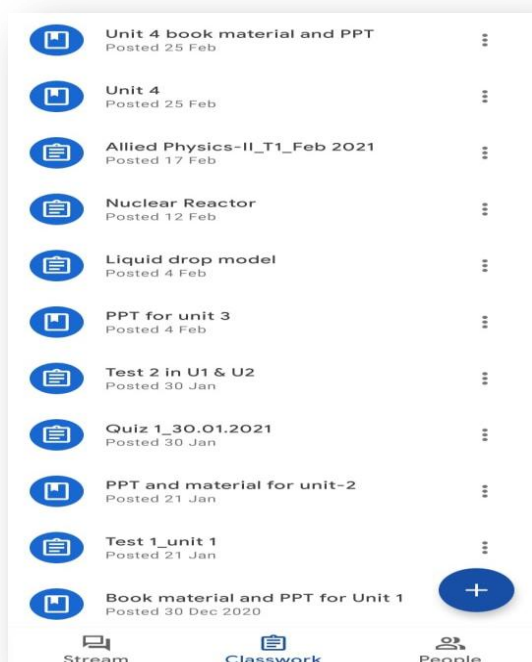 Unit 4 book material and PPT
Posted 25 Feb
Unit 4
Posted 25 Feb
Allied Physics-II_T1_Feb 2021
Posted 17 Feb
Nuclear Reactor
Posted 12 Feb
Liquid drop model
Posted 4 Feb
PPT for unit 3
Posted 4 Feb
Test 2 in U1 & U2
Posted 30 Jan
Quiz 1_30.01.2021
Posted 30 Jan
PPT and material for unit-2
Posted 21 Jan
Test 1_unit 1
Posted 21 Jan
Book material and PPT for Unit 1
Posted 30 Dec 2020
Stream Classwork People